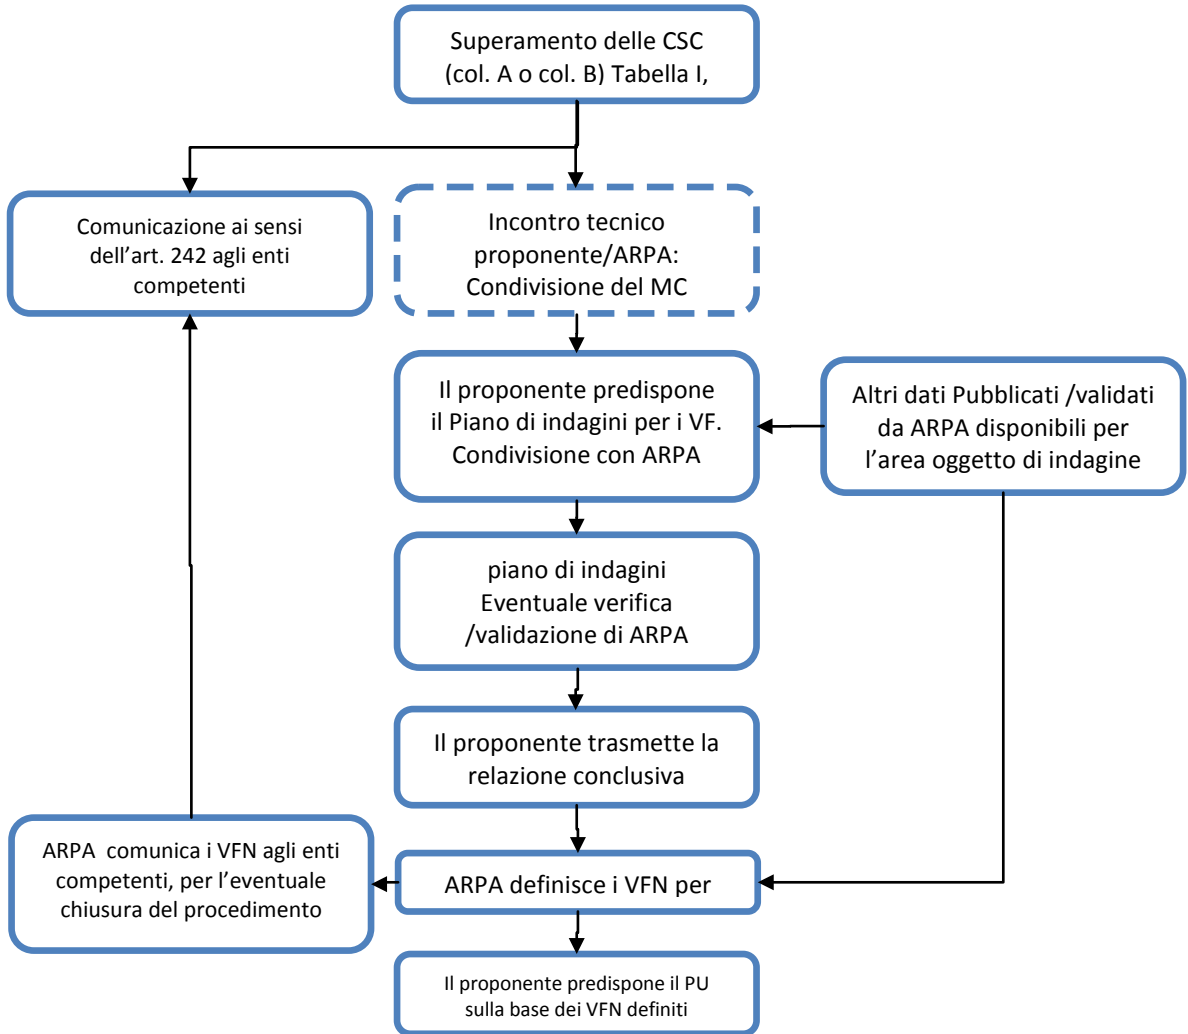 Superamento delle CSC
(col. A o col. B) Tabella I,
Comunicazione ai sensi
dell'art. 242 agli enti
competenti
Incontro tecnico
proponente/ARPA:
Condivisione del MC
Il proponente predispone
il Piano di indagini per i VF.
Condivisione con ARPA
Altri dati Pubblicati /validati
da ARPA disponibili per
l'area oggetto di indagine
piano di indagini
Eventuale verifica
/validazione di ARPA
Il proponente trasmette la
relazione conclusiva
ARPA  comunica i VFN agli enti
competenti, per l'eventuale
chiusura del procedimento
ARPA definisce i VFN per
Il proponente predispone il PU
sulla base dei VFN definiti